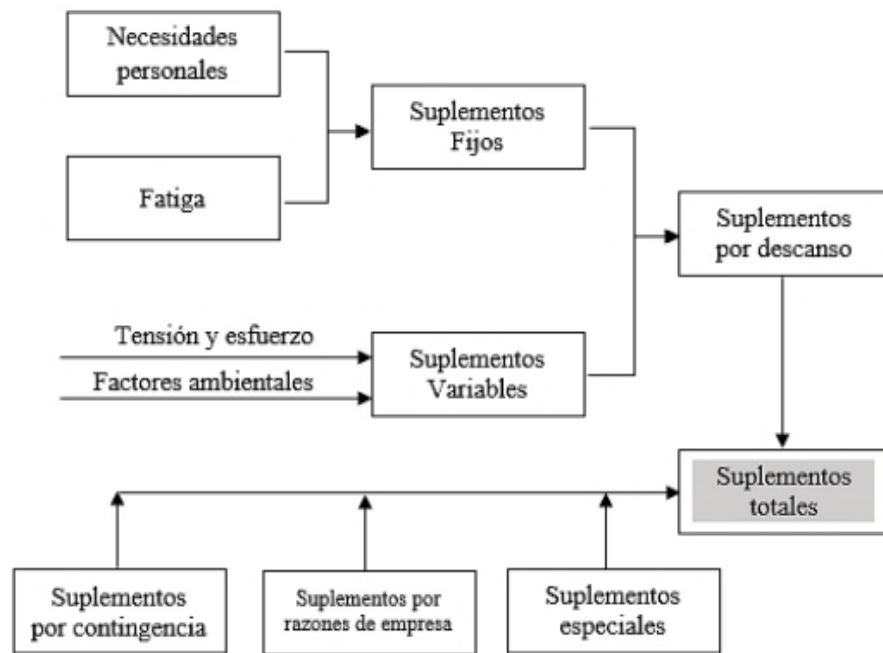 Necesidades
personales
Suplementos
Fijos
Fatiga
Suplementos
por descanso
Tensión y esfuerzo
Factores ambientales
Suplementos
Variables
Suplementos
totales
Suplementos
por contingencia
Suplementos por
razones de empresa
Suplementos
especiales